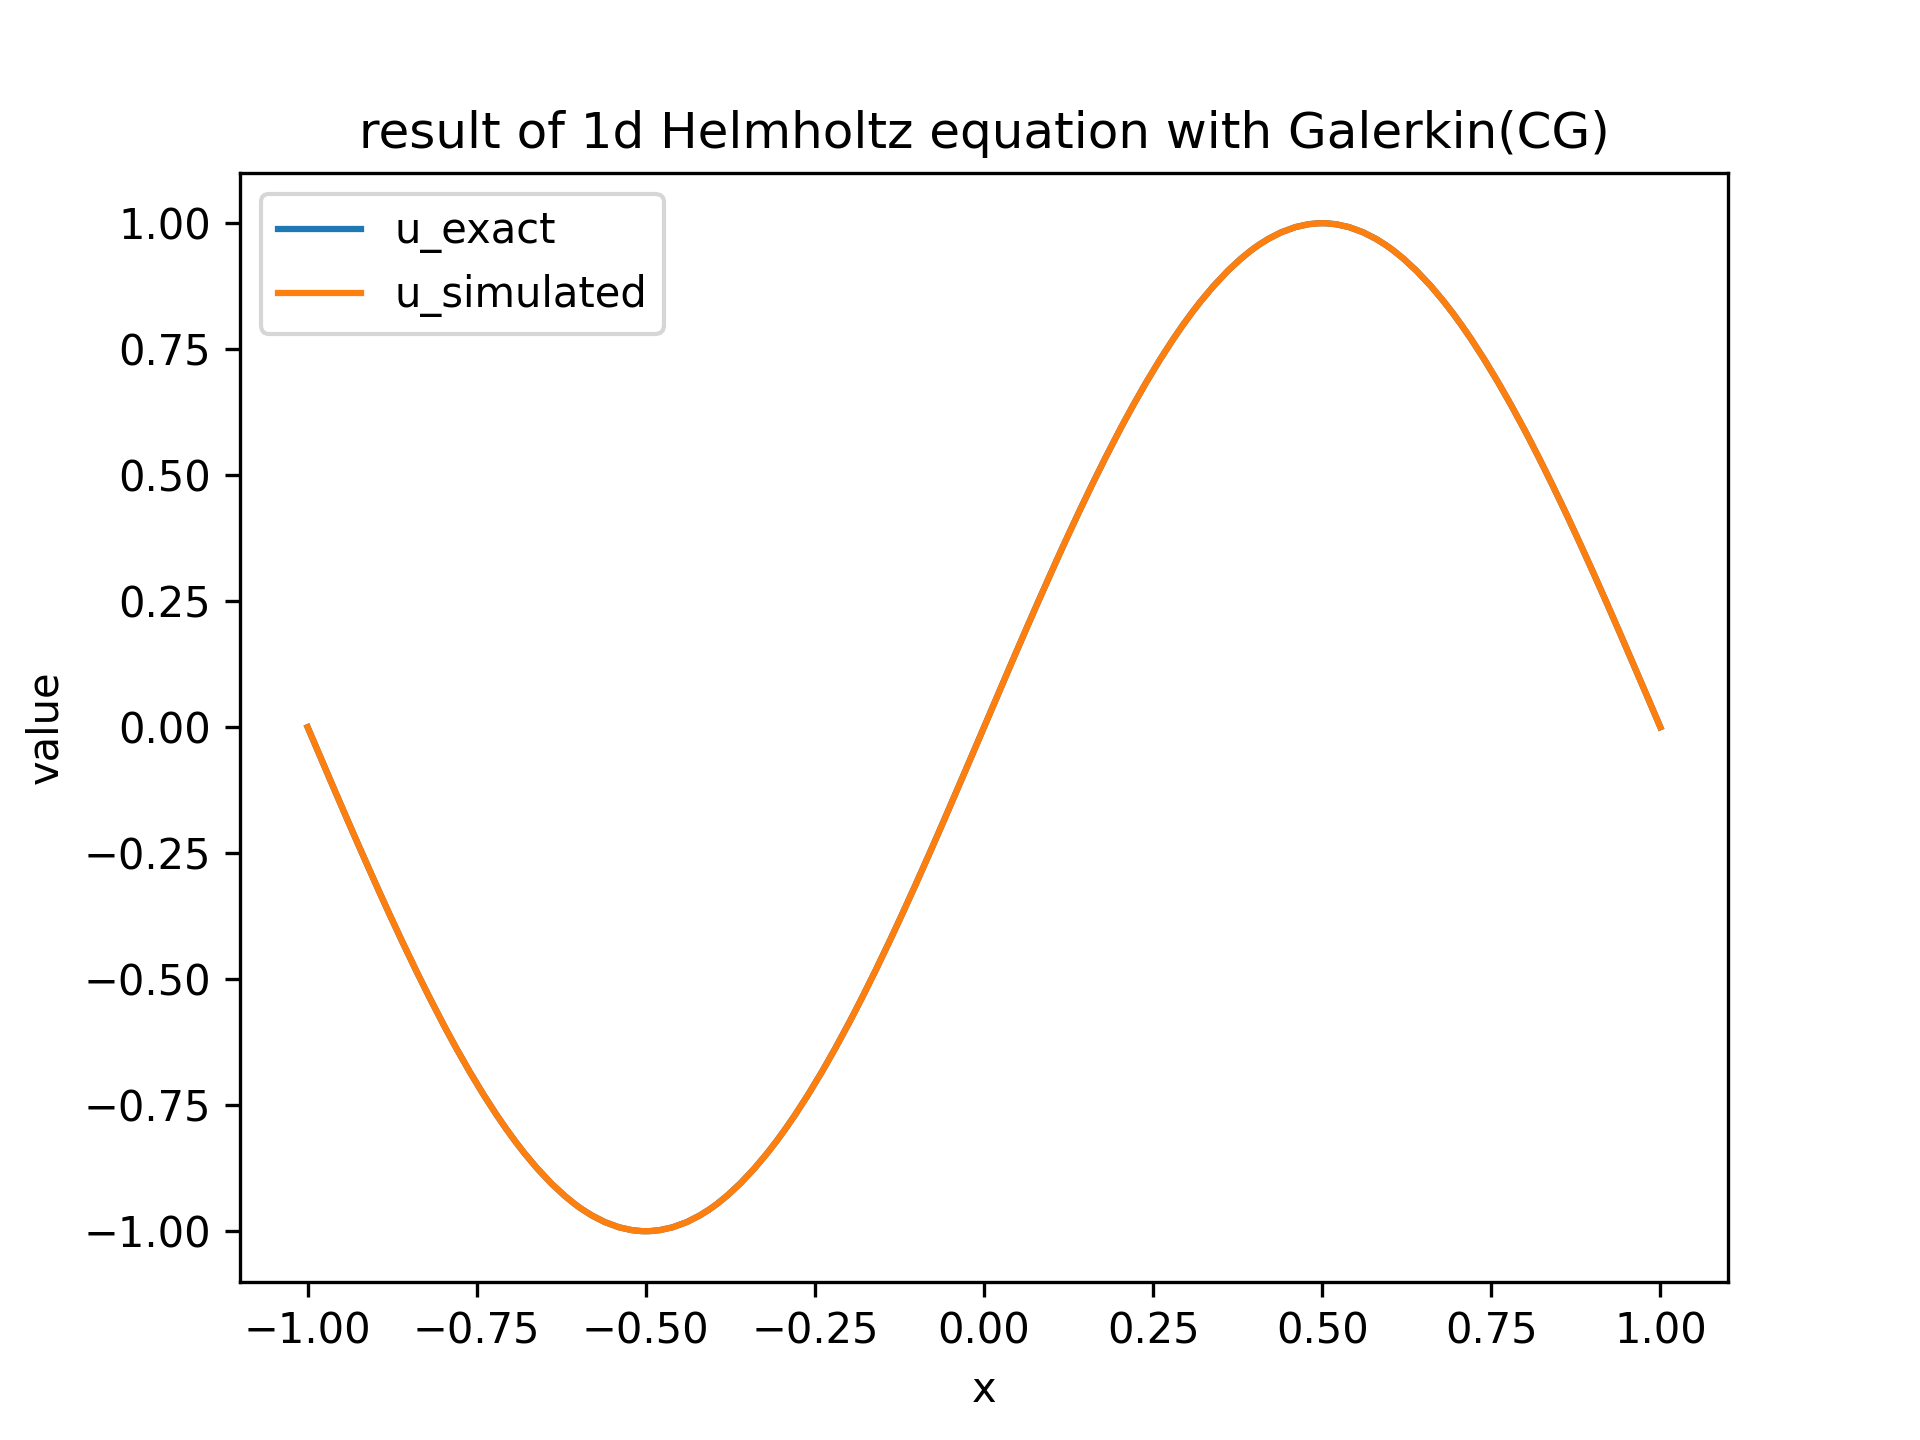 result of 1d Helmholtz equation with Galerkin(CG)
u_exact
u_simulated
1.00
0.75
0.50
0.25
0.00
−0.25
−0.50
−0.75
−1.00
value
−1.00 −0.75 −0.50 −0.25 0.00 0.25 0.50 0.75 1.00
x